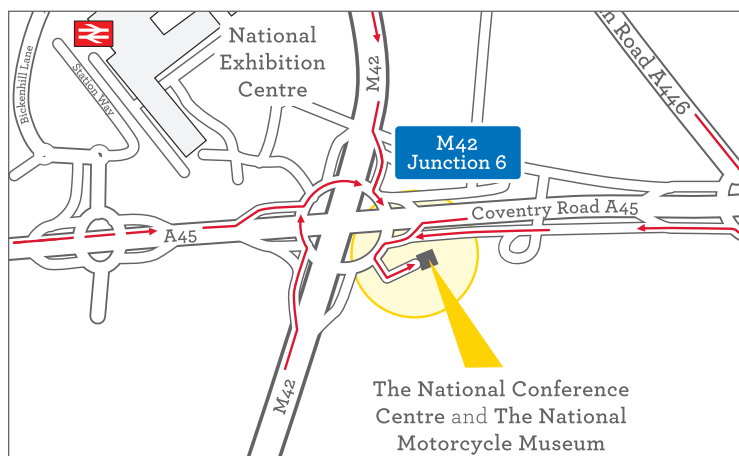 National
Exhibition
Centre
M42
n Road A446
Bickenhill Lane
Station Way
M42
Junction 6
Coventry Road A45
A45
M42
The National Conference
Centre and The National
Motorcycle Museum